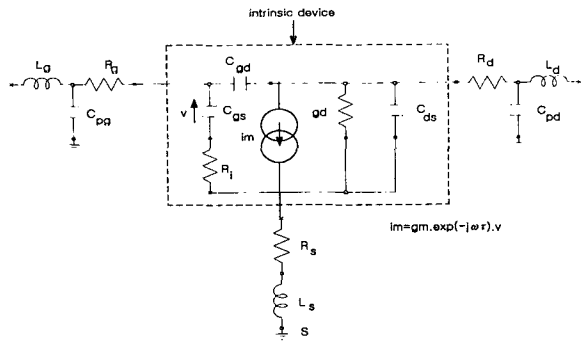 intrinsic device
Lg
Rg
Cpg
Cgd
v
Cgs
Ri
im
gd
Cds
Rd
Ld
Cpd
im=gm.exp(-jωτ).v
Rs
Ls
S